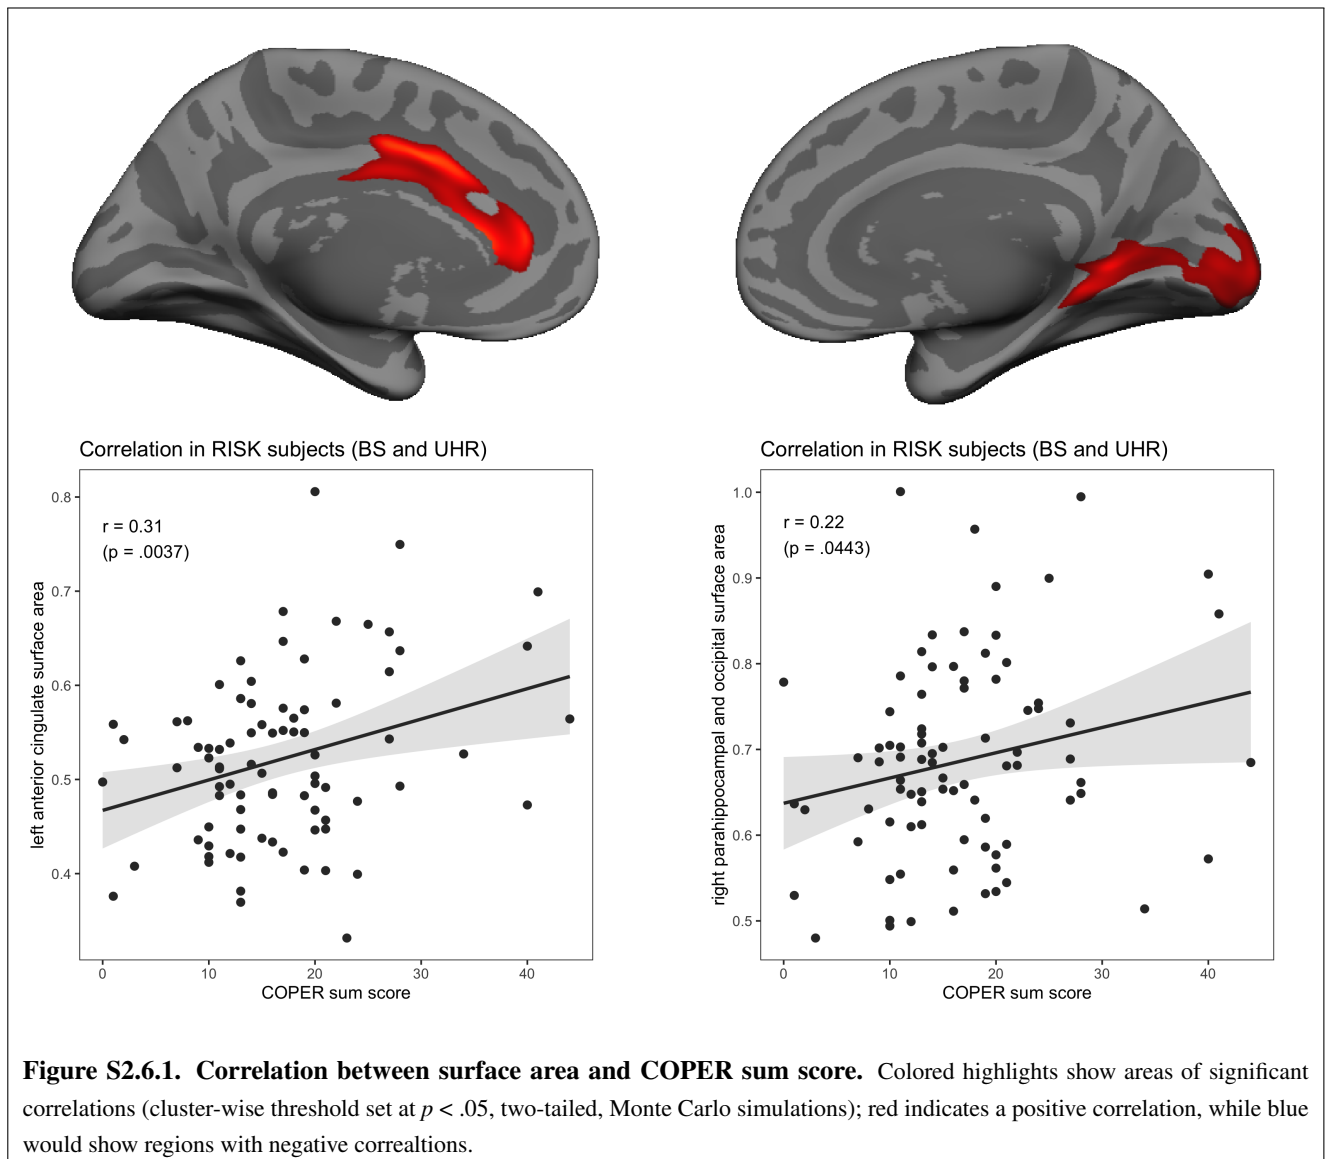 Correlation in RISK subjects (BS and UHR)
r = 0.31
(p = .0037)
left anterior cingulate surface area
0.8
0.7
0.6
0.5
0.4
0
10
20
30
40
COPER sum score
Correlation in RISK subjects (BS and UHR)
r = 0.22
(p = .0443)
right parahippocampal and occipital surface area
1.0
0.9
0.8
0.7
0.6
0.5
0
10
20
30
40
COPER sum score
Figure S2.6.1. Correlation between surface area and COPER sum score. Colored highlights show areas of significant
correlations (cluster-wise threshold set at p < .05, two-tailed, Monte Carlo simulations); red indicates a positive correlation, while blue
would show regions with negative correaltions.